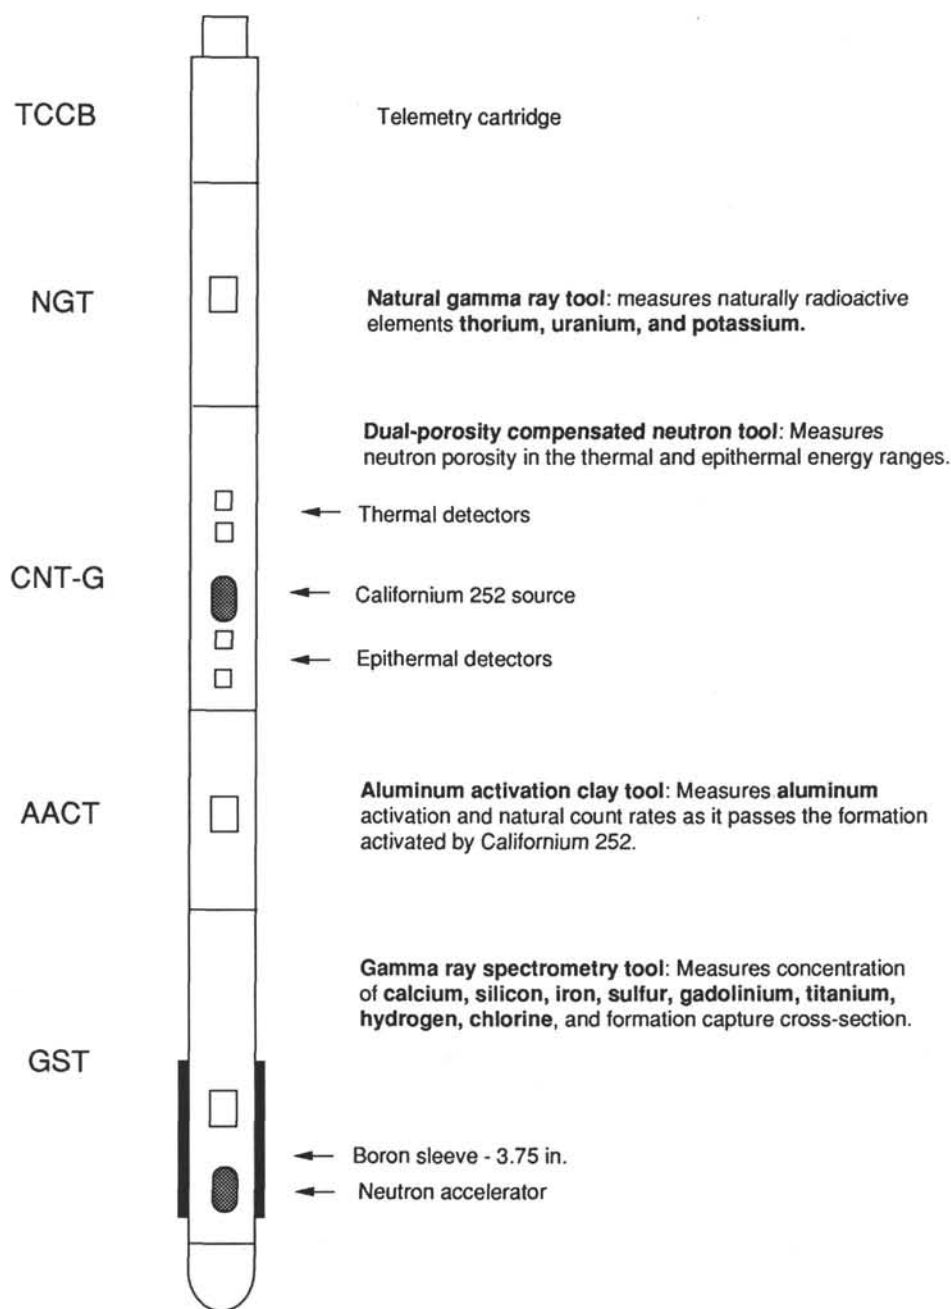 TCCB
Telemetry cartridge
NGT
Natural gamma ray tool: measures naturally radioactive
elements thorium, uranium, and potassium.
Dual-porosity compensated neutron tool: Measures
neutron porosity in the thermal and epithermal energy ranges.
Thermal detectors
CNT-G
Californium 252 source
Epithermal detectors
AACT
Aluminum activation clay tool: Measures aluminum
activation and natural count rates as it passes the formation
activated by Californium 252.
Gamma ray spectrometry tool: Measures concentration
of calcium, silicon, iron, sulfur, gadolinium, titanium,
hydrogen, chlorine, and formation capture cross-section.
GST
Boron sleeve - 3.75 in.
Neutron accelerator